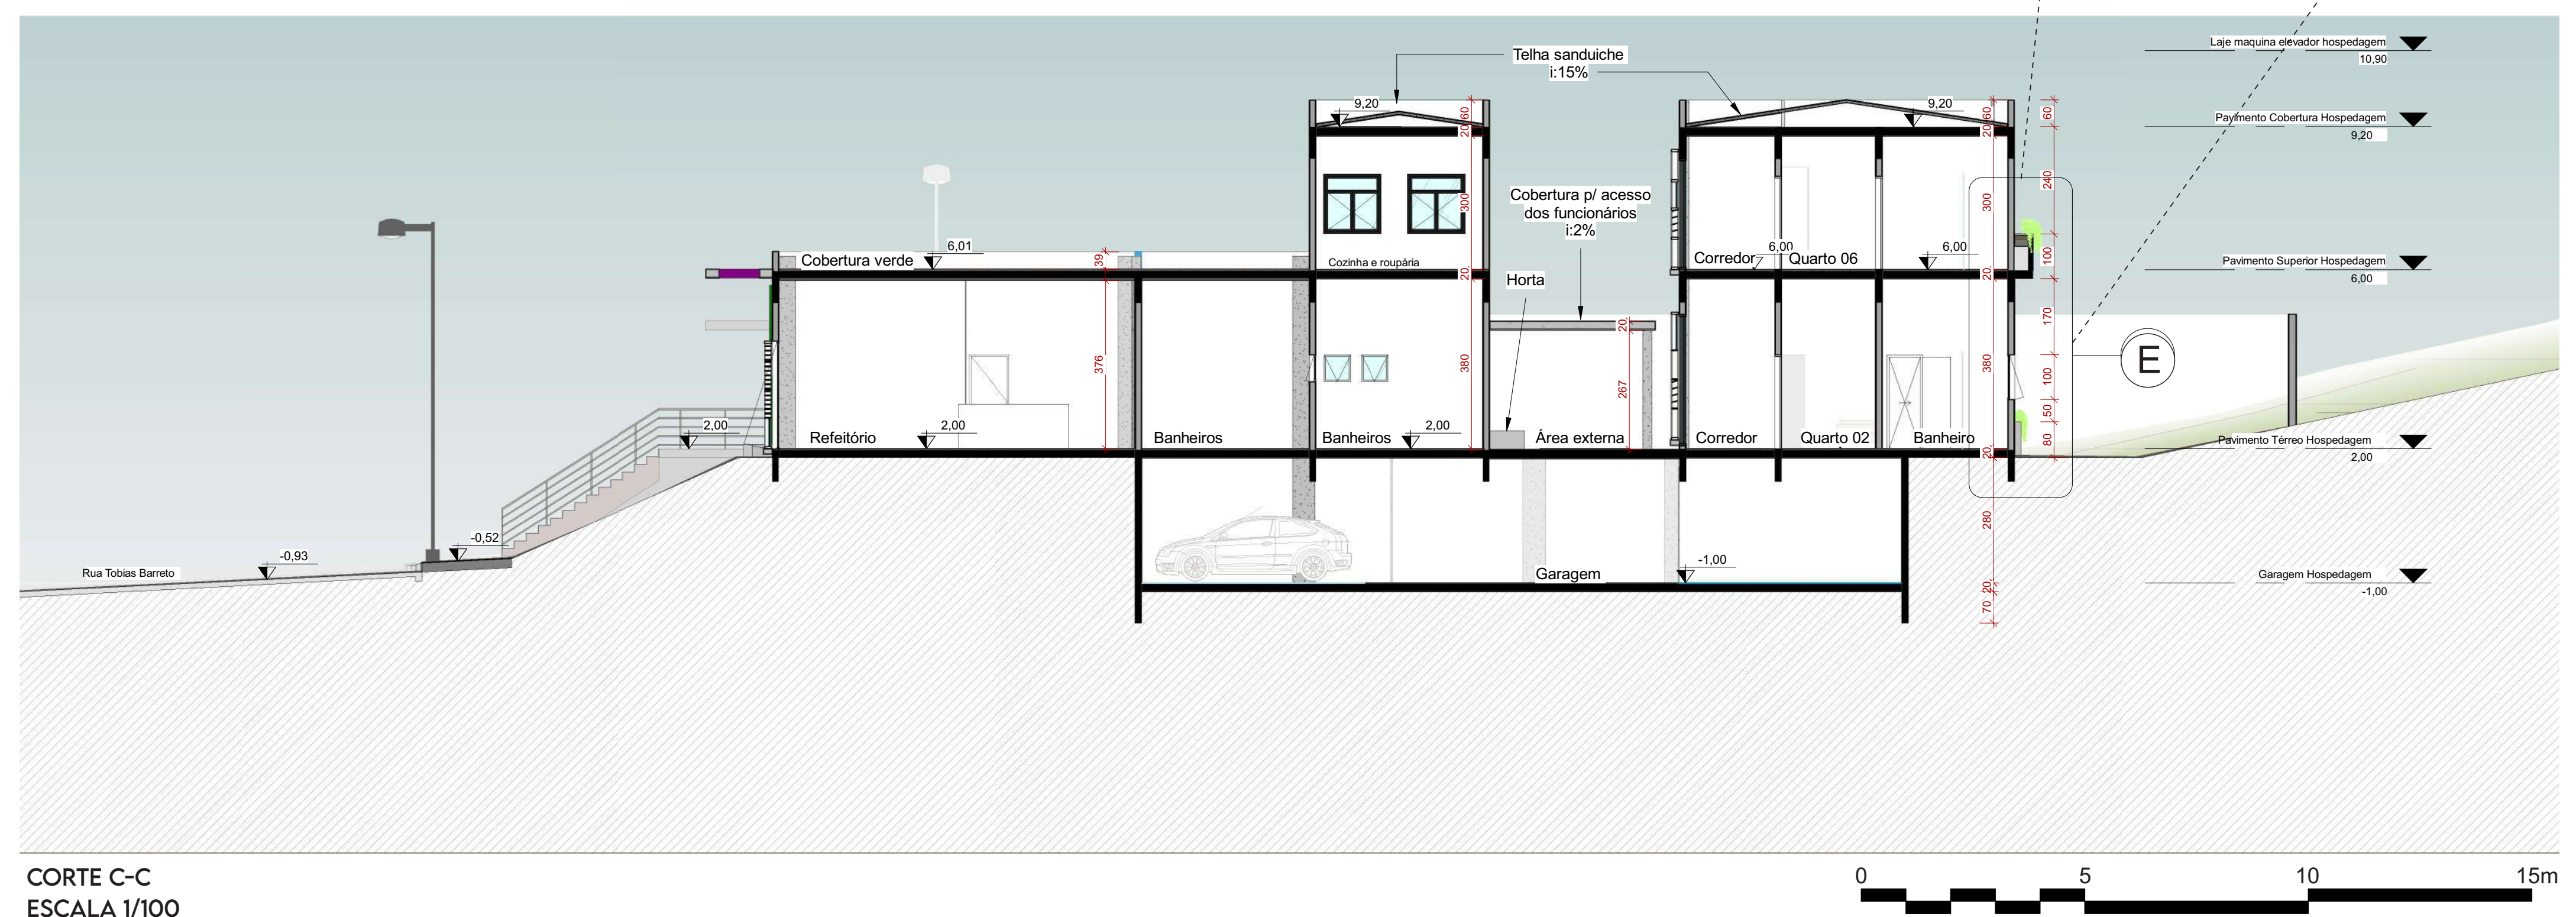 Telha sanduiche
i:15%
Laje maquina elevador hospedagem
10,90
9,20
60
20
9,20
60
20
60
Pavimento Cobertura Hospedagem
9,20
Cobertura p/ acesso
dos funcionários
i:2%
300
300
240
6,01
Cobertura verde
39
Cozinha e roupária
20
Horta
6,00
Corredor
Quarto 06
6,00
20
100
Pavimento Superior Hospedagem
6,00
376
380
20
267
380
170
100
50
80
E
2,00
Refeitório
2,00
Banheiros
Banheiros
2,00
Área externa
Corredor
Quarto 02
Banheiro
20
Pavimento Térreo Hospedagem
2,00
Rua Tobias Barreto
-0,93
-0,52
Garagem
-1,00
280
20
70
Garagem Hospedagem
-1,00
CORTE C-C
ESCALA 1/100
0 5 10 15m